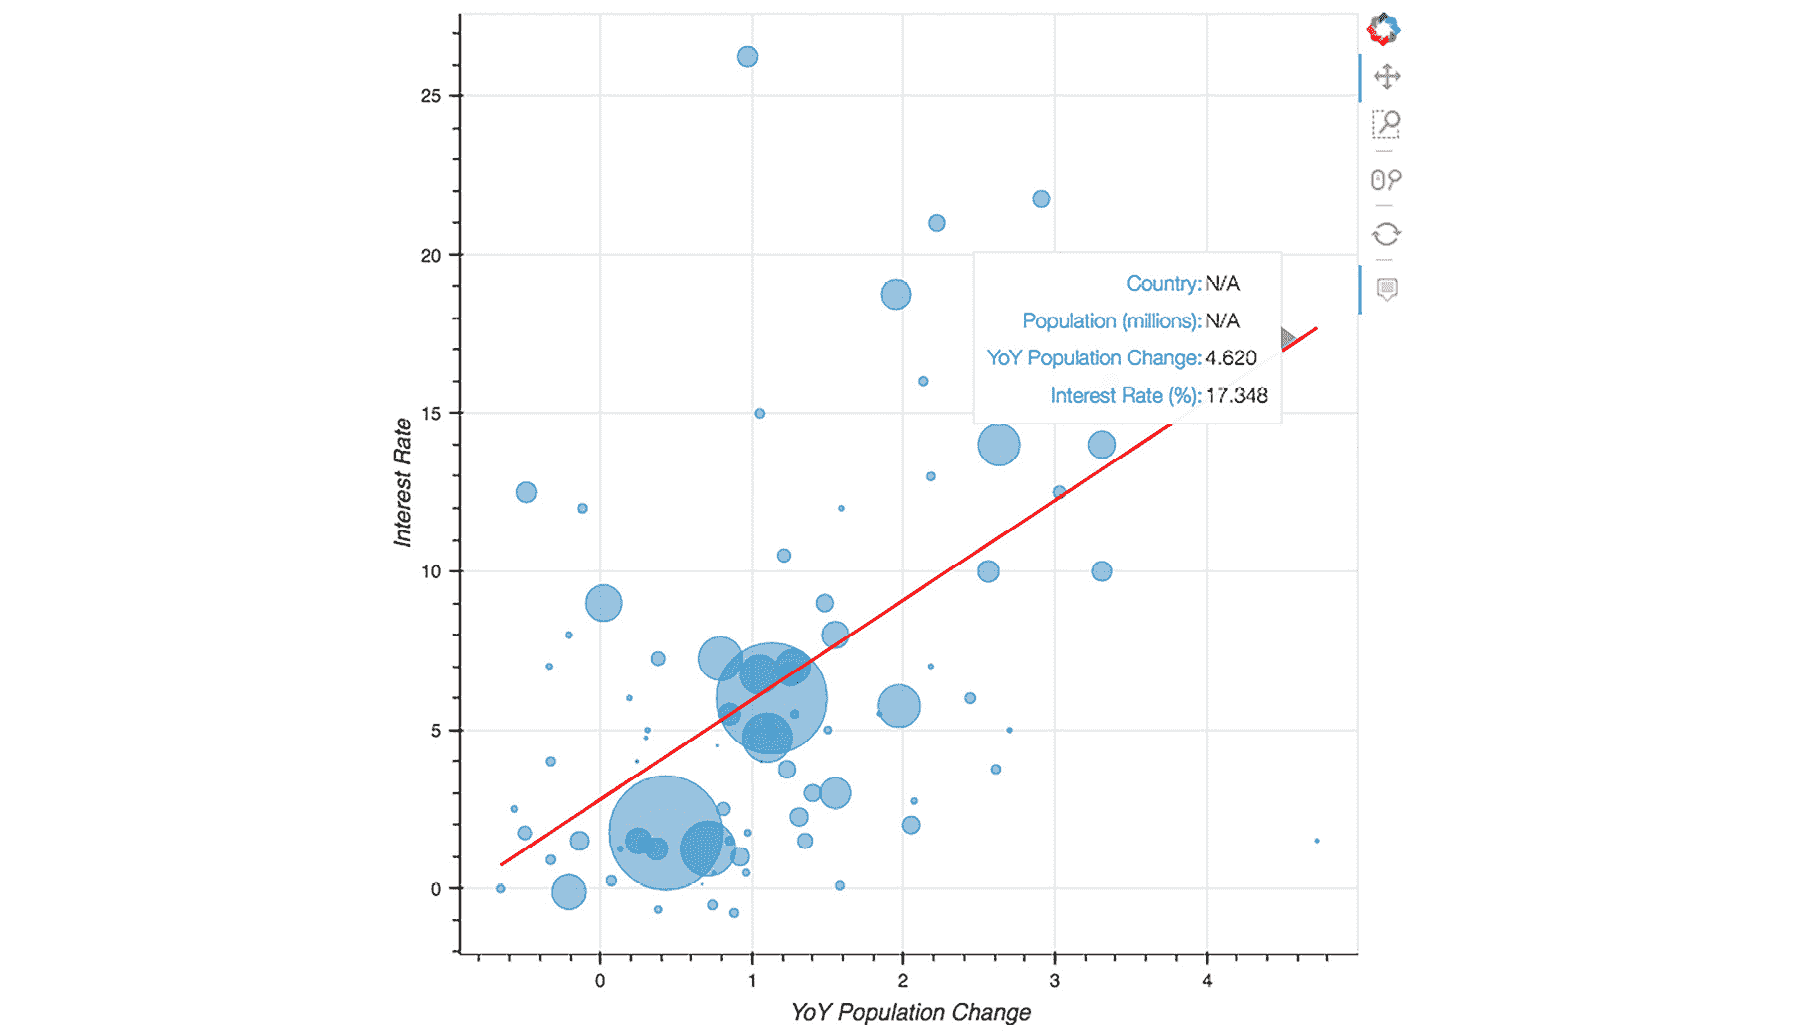 25
20
15
10
5
0
Interest Rate
Country: N/A
Population (millions): N/A
YoY Population Change: 4.620
Interest Rate (%): 17.348
0 1 2 3 4
YoY Population Change